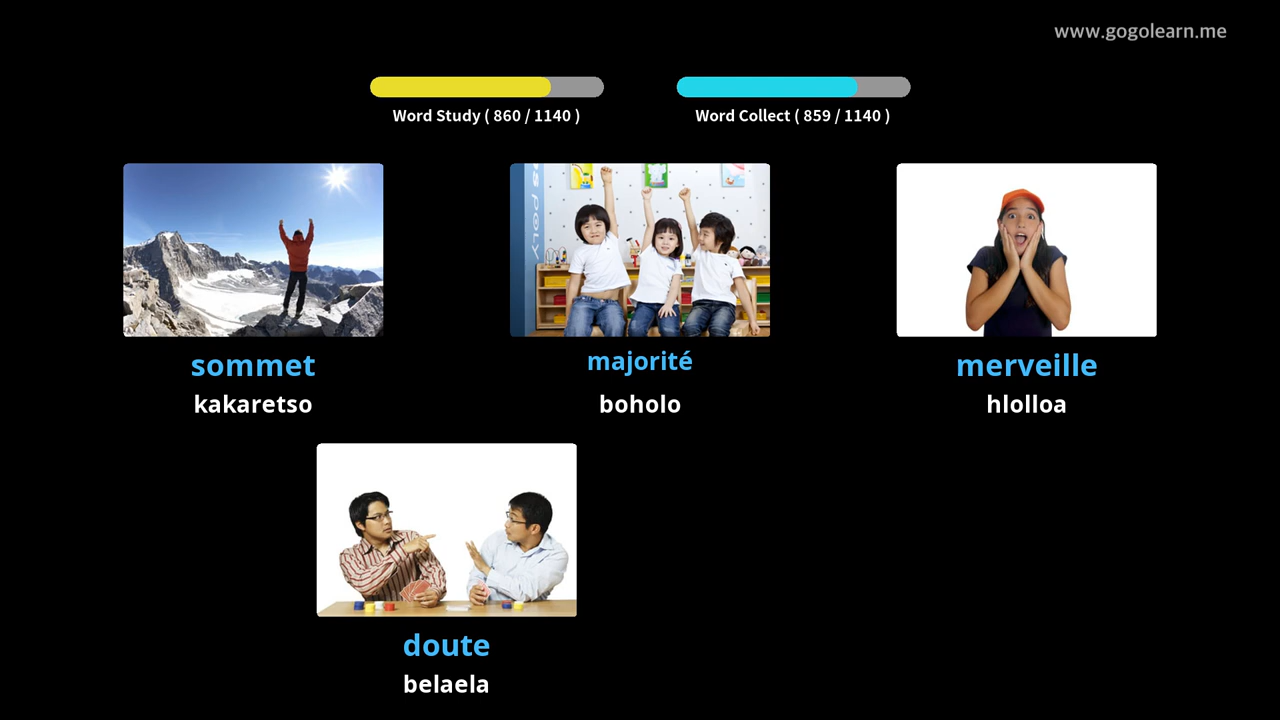 www.gogolearn.me
Word Study ( 860 / 1140 )
Word Collect ( 859 / 1140 )
sommet
kakaretso
majorité
boholo
merveille
hlolloa
doute
belaela